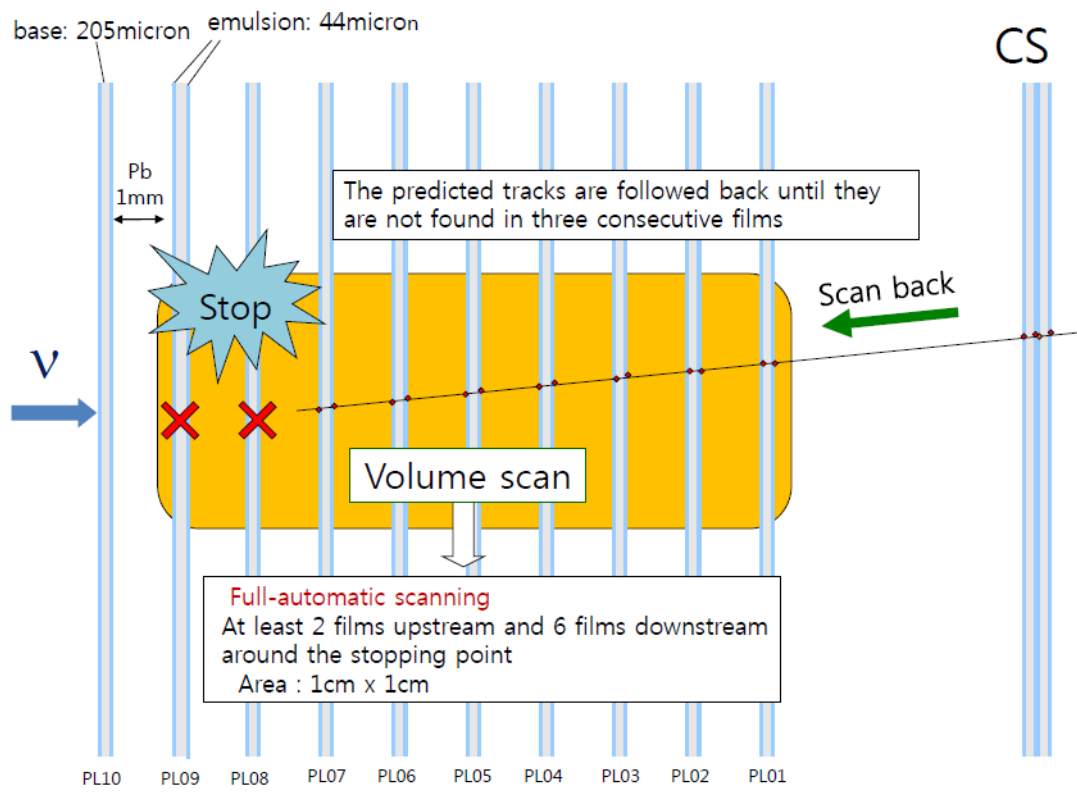 base: 205micron
emulsion: 44micron
CS
Pb
1mm
The predicted tracks are followed back until they
are not found in three consecutive films
Stop
Scan back
ν
Volume scan
Full-automatic scanning
At least 2 films upstream and 6 films downstream
around the stopping point
Area : 1cm x 1cm
PL10 PL09 PL08 PL07 PL06 PL05 PL04 PL03 PL02 PL01